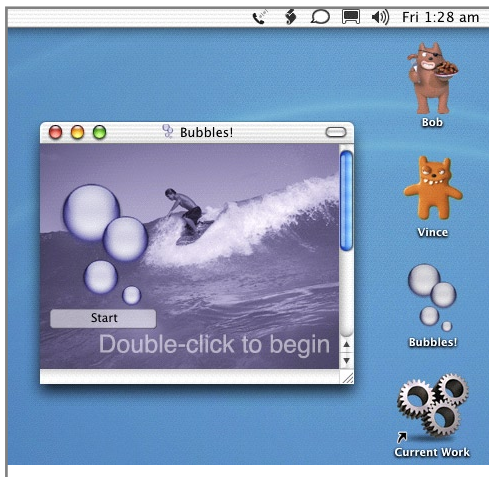 Fri 1:28 am
Bob
Bubbles!
Vince
Start
Double-click to begin
Bubbles!
Current Work